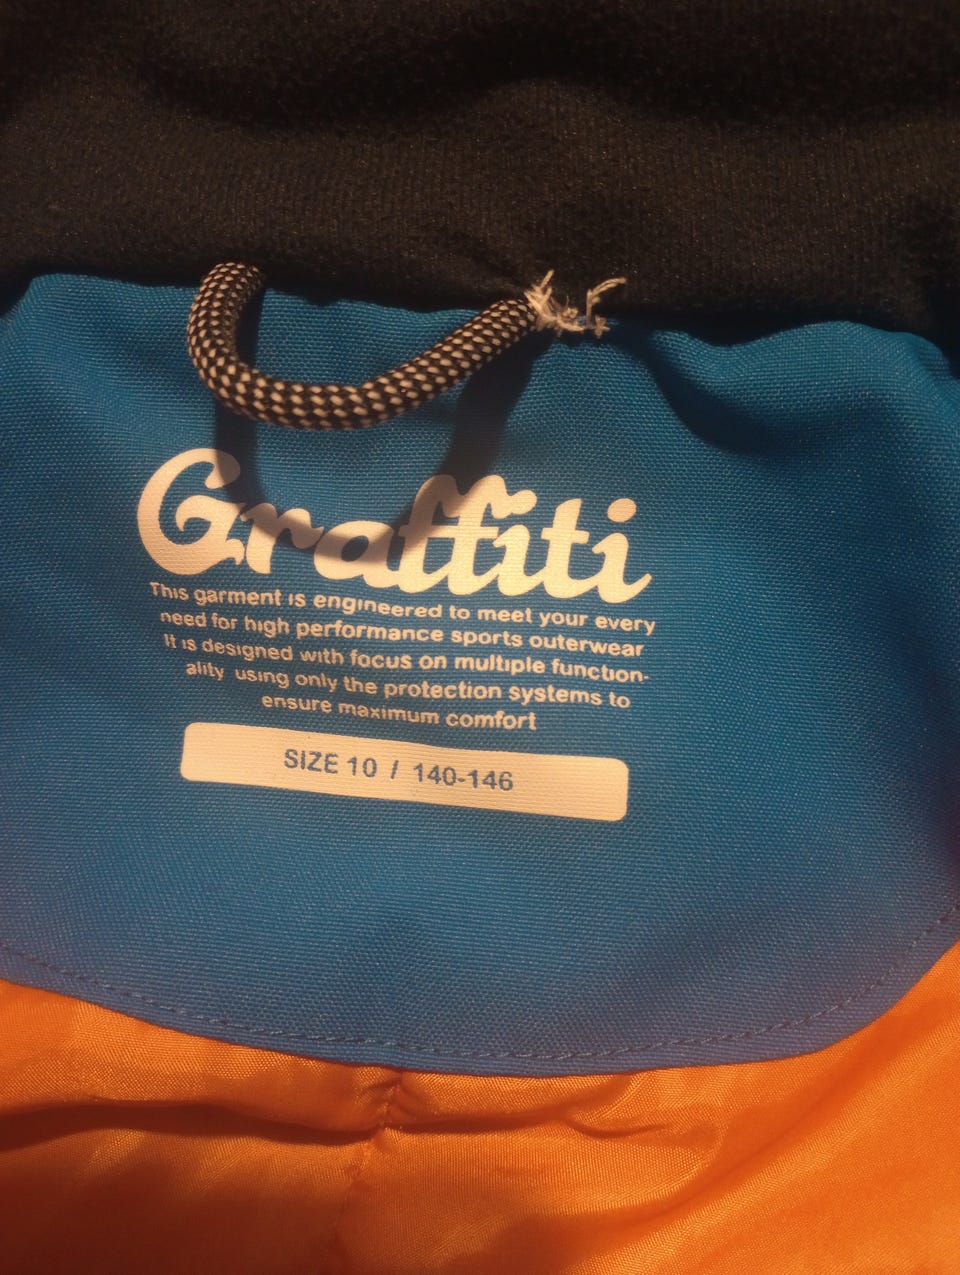 Graffiti
This garment is engineered to meet your every
need for high performance sports outerwear
It is designed with focus on multiple function-
ality using only the protection systems to
ensure maximum comfort
SIZE 10 / 140-146